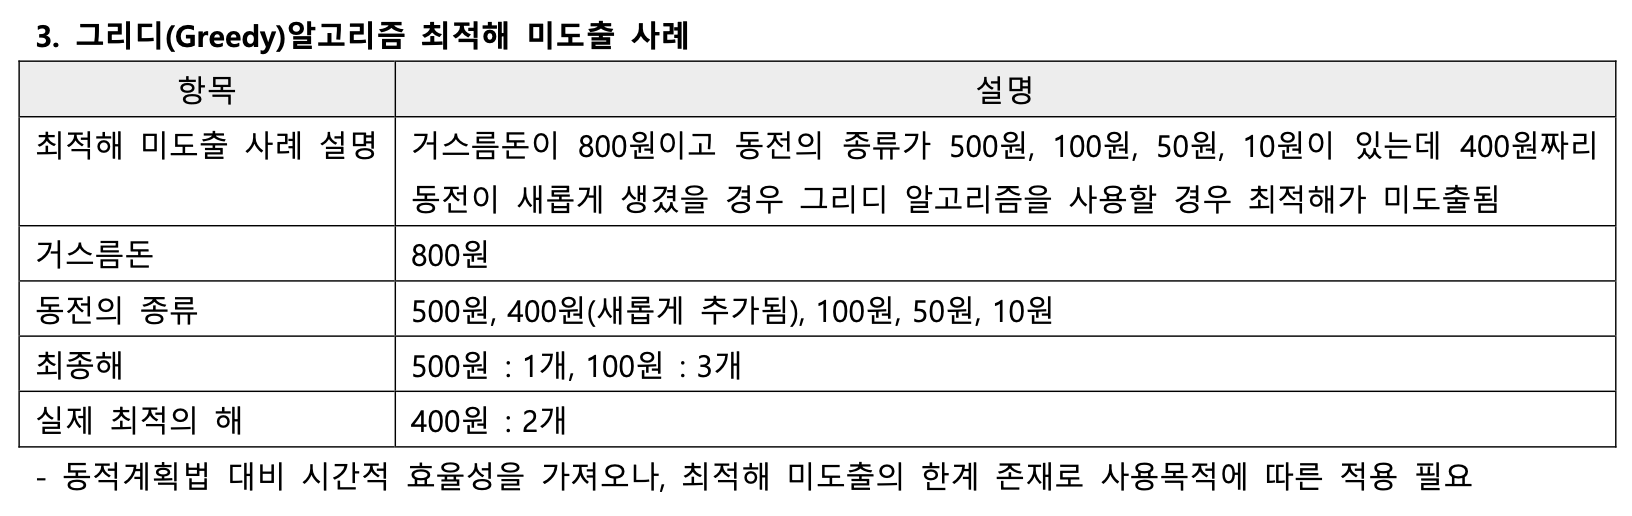 3. 그리디(Greedy)알고리즘 최적해 미도출 사례
항목 설명
최적해 미도출 사례 설명 거스름돈이 800원이고 동전의 종류가 500원, 100원, 50원, 10원이 있는데 400원짜리
동전이 새롭게 생겼을 경우 그리디 알고리즘을 사용할 경우 최적해가 미도출됨
거스름돈 800원
동전의 종류 500원, 400원(새롭게 추가됨), 100원, 50원, 10원
최종해 500원 : 1개, 100원 : 3개
실제 최적의 해 400원 : 2개
- 동적계획법 대비 시간적 효율성을 가져오나, 최적해 미도출의 한계 존재로 사용목적에 따른 적용 필요